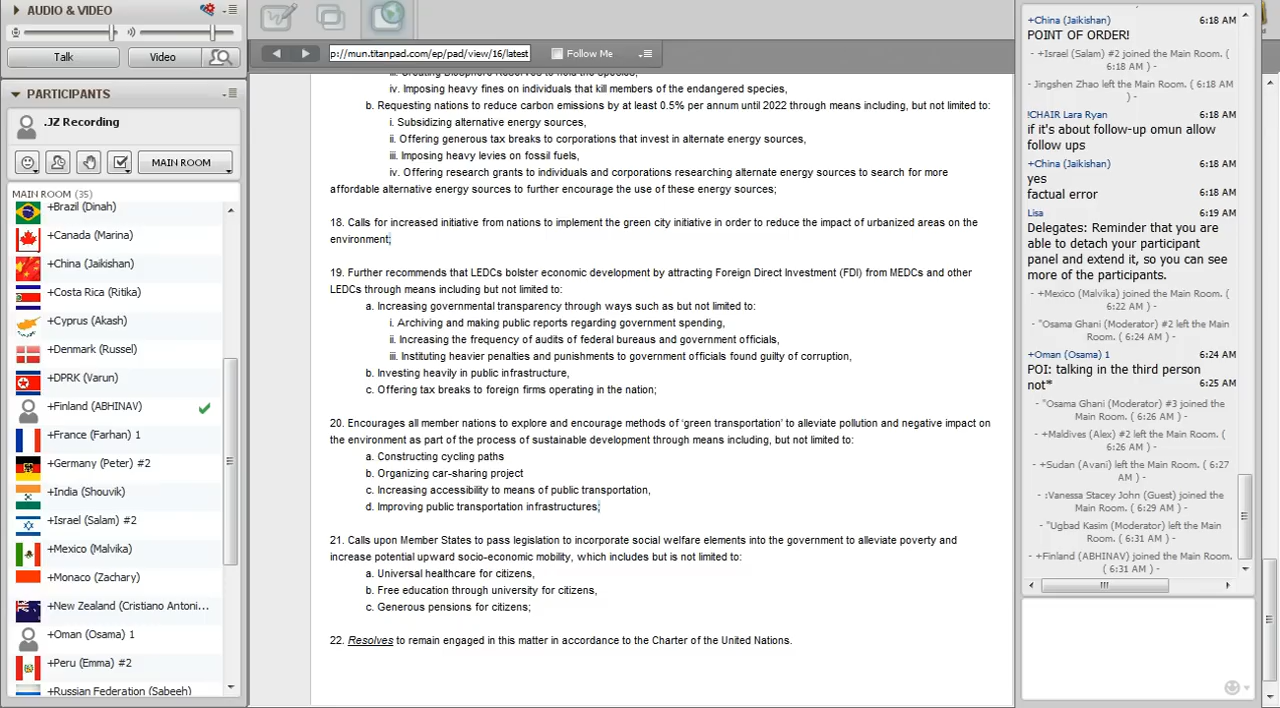 AUDIO & VIDEO
Talk
Video
PARTICIPANTS
.JZ Recording
MAIN ROOM
MAIN ROOM (35)
+Brazil (Dinah)
+Canada (Marina)
+China (Jaikishan)
+Costa Rica (Ritika)
+Cyprus (Akash)
+Denmark (Russel)
+DPRK (Varun)
+Finland (ABHINAV)
+France (Farhan) 1
+Germany (Peter) #2
+India (Shouvik)
+Israel (Salam) #2
+Mexico (Malvika)
+Monaco (Zachary)
+New Zealand (Cristiano Antoni...
+Oman (Osama) 1
+Peru (Emma) #2
+Russian Federation (Sabeeh)
p://mun.titanpad.com/ep/pad/view/16/latest
Follow Me
iii. Creating Biosphere Reserves to hold the species,
iv. Imposing heavy fines on individuals that kill members of the endangered species,
b. Requesting nations to reduce carbon emissions by at least 0.5% per annum until 2022 through means including, but not limited to:
i. Subsidizing alternative energy sources,
ii. Offering generous tax breaks to corporations that invest in alternate energy sources,
iii. Imposing heavy levies on fossil fuels,
iv. Offering research grants to individuals and corporations researching alternate energy sources to search for more
affordable alternative energy sources to further encourage the use of these energy sources;
18. Calls for increased initiative from nations to implement the green city initiative in order to reduce the impact of urbanized areas on the
environment;
19. Further recommends that LEDCs bolster economic development by attracting Foreign Direct Investment (FDI) from MEDCs and other
LEDCs through means including but not limited to:
a. Increasing governmental transparency through ways such as but not limited to:
i. Archiving and making public reports regarding government spending,
ii. Increasing the frequency of audits of federal bureaus and government officials,
iii. Instituting heavier penalties and punishments to government officials found guilty of corruption,
b. Investing heavily in public infrastructure,
c. Offering tax breaks to foreign firms operating in the nation;
20. Encourages all member nations to explore and encourage methods of ‘green transportation’ to alleviate pollution and negative impact on
the environment as part of the process of sustainable development through means including, but not limited to:
a. Constructing cycling paths
b. Organizing car-sharing project
c. Increasing accessibility to means of public transportation,
d. Improving public transportation infrastructures;
21. Calls upon Member States to pass legislation to incorporate social welfare elements into the government to alleviate poverty and
increase potential upward socio-economic mobility, which includes but is not limited to:
a. Universal healthcare for citizens,
b. Free education through university for citizens,
c. Generous pensions for citizens;
22. Resolves to remain engaged in this matter in accordance to the Charter of the United Nations.
+China (Jaikishan) 6:18 AM
POINT OF ORDER!
- +Israel (Salam) #2 joined the Main Room. (
6:18 AM ) -
- Jingshen Zhao left the Main Room. ( 6:18 AM
) -
!CHAIR Lara Ryan 6:18 AM
if it's about follow-up omun allow
follow ups
+China (Jaikishan) 6:18 AM
yes
factual error 6:18 AM
Lisa 6:19 AM
Delegates: Reminder that you are
able to detach your participant
panel and extend it, so you can see
more of the participants.
- +Mexico (Malvika) joined the Main Room. (
6:22 AM ) -
- "Osama Ghani (Moderator) #2 left the Main
Room. ( 6:24 AM ) -
+Oman (Osama) 1 6:24 AM
POI: talking in the third person
not* 6:25 AM
- "Osama Ghani (Moderator) #3 joined the
Main Room. ( 6:26 AM ) -
- +Maldives (Alex) #2 left the Main Room. (
6:26 AM ) -
- +Sudan (Avani) left the Main Room. ( 6:27
AM ) -
- :Vanessa Stacey John (Guest) joined the
Main Room. ( 6:29 AM ) -
- "Ugbad Kasim (Moderator) left the Main
Room. ( 6:31 AM ) -
- +Finland (ABHINAV) joined the Main Room.
( 6:31 AM ) -